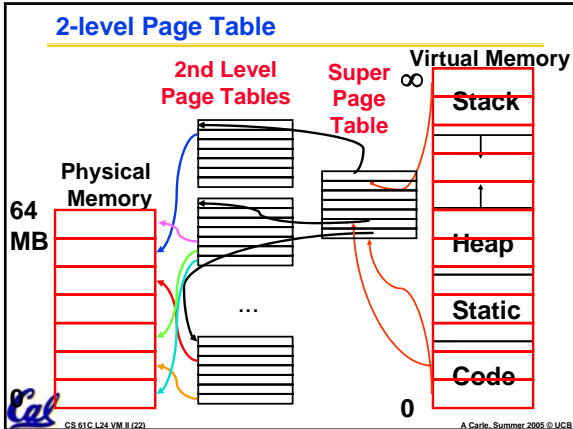 2-level Page Table
2nd Level
Page Tables
Super
Page
Table
Virtual Memory
∞
Stack
Physical
Memory
64
MB
Heap
...
Static
Code
0
0
Cal
CS 61C L24 VM II (22)
A Carle, Summer 2005 © UCB